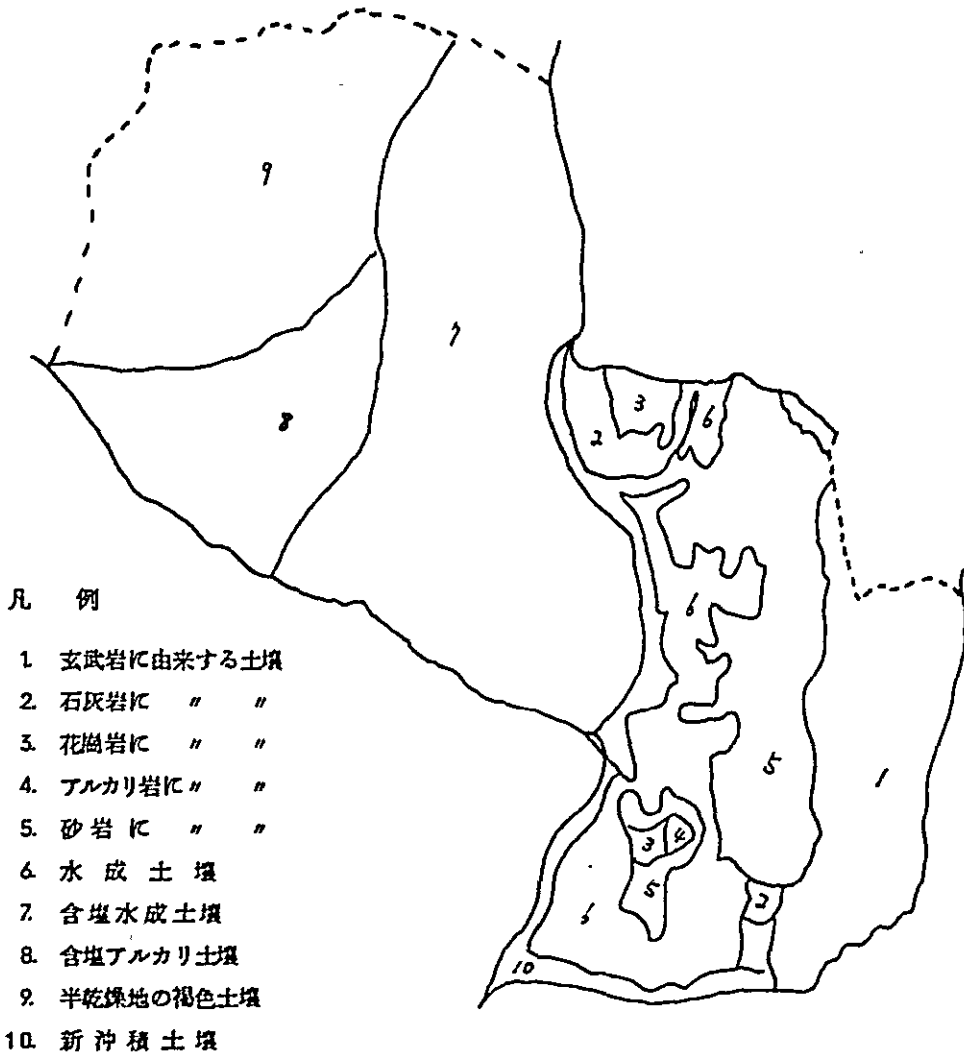 9
7
8
3
6
2
6
5
1
3
4
5
2
6
10
凡 例
1. 玄武岩に由来する土壌
2. 石灰岩に 〃 〃
3. 花崗岩に 〃 〃
4. アルカリ岩に 〃 〃
5. 砂岩に 〃 〃
6. 水成土壌
7. 含塩水成土壌
8. 含塩アルカリ土壌
9. 半乾燥地の褐色土壌
10. 新沖積土壌